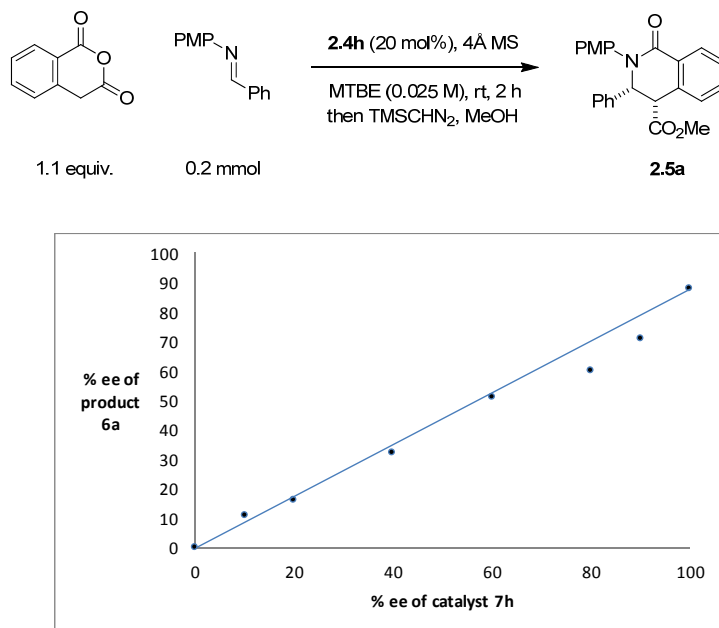 O
O
O
PMP
N
Ph
2.4h (20 mol%), 4Å MS
MTBE (0.025 M), rt, 2 h
then TMSCHN₂, MeOH
O
PMP
N
Ph
CO₂Me
1.1 equiv.
0.2 mmol
2.5a
100
90
80
70
60
50
40
30
20
10
0
% ee of
product
6a
0 20 40 60 80 100
% ee of catalyst 7h